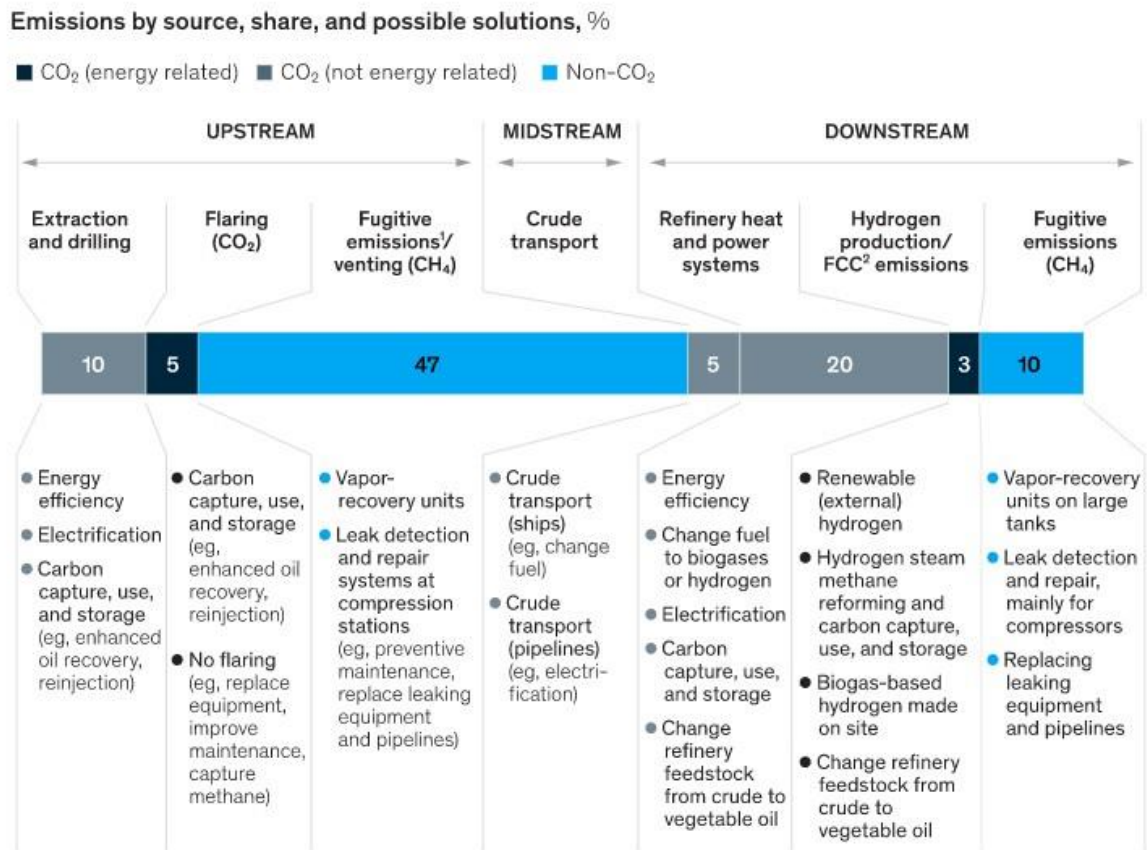 Emissions by source, share, and possible solutions, %
CO₂ (energy related) CO₂ (not energy related) Non-CO₂
UPSTREAM MIDSTREAM DOWNSTREAM
Extraction
and drilling
Flaring
(CO₂)
Fugitive
emissions¹/
venting (CH₄)
Crude
transport
Refinery heat
and power
systems
Hydrogen
production/
FCC² emissions
Fugitive
emissions
(CH₄)
10 5 47 5 20 3 10
Energy
efficiency
Electrification
Carbon
capture, use,
and storage
(eg, enhanced
oil recovery,
reinjection)
Carbon
capture, use,
and storage
(eg,
enhanced oil
recovery,
reinjection)
No flaring
(eg, replace
equipment,
improve
maintenance,
capture
methane)
Vapor-
recovery units
Leak detection
and repair
systems at
compression
stations
(eg, preventive
maintenance,
replace leaking
equipment
and pipelines)
Crude
transport
(ships)
(eg, change
fuel)
Crude
transport
(pipelines)
(eg, electri-
fication)
Energy
efficiency
Change fuel
to biogases
or hydrogen
Electrification
Carbon
capture, use,
and storage
Change
refinery
feedstock
from crude to
vegetable oil
Renewable
(external)
hydrogen
Hydrogen steam
methane
reforming and
carbon capture,
use, and storage
Biogas-based
hydrogen made
on site
Change refinery
feedstock from
crude to
vegetable oil
Vapor-recovery
units on large
tanks
Leak detection
and repair,
mainly for
compressors
Replacing
leaking
equipment
and pipelines